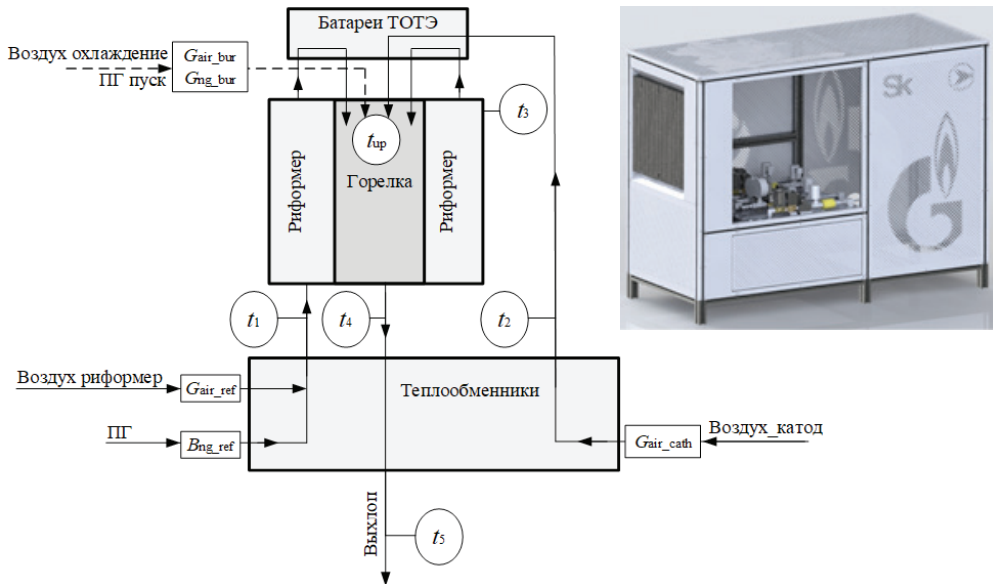 Батареи ТОТЭ
Воздух охлаждение
ПГ пуск
Gair_bur
Gng_bur
t3
tup
Горелка
Риформер
Риформер
t1
t4
t2
Воздух риформер
Gair_ref
Теплообменники
ПГ
Bng_ref
Gair_cath
Воздух_катод
Выхлоп
t5
Sk